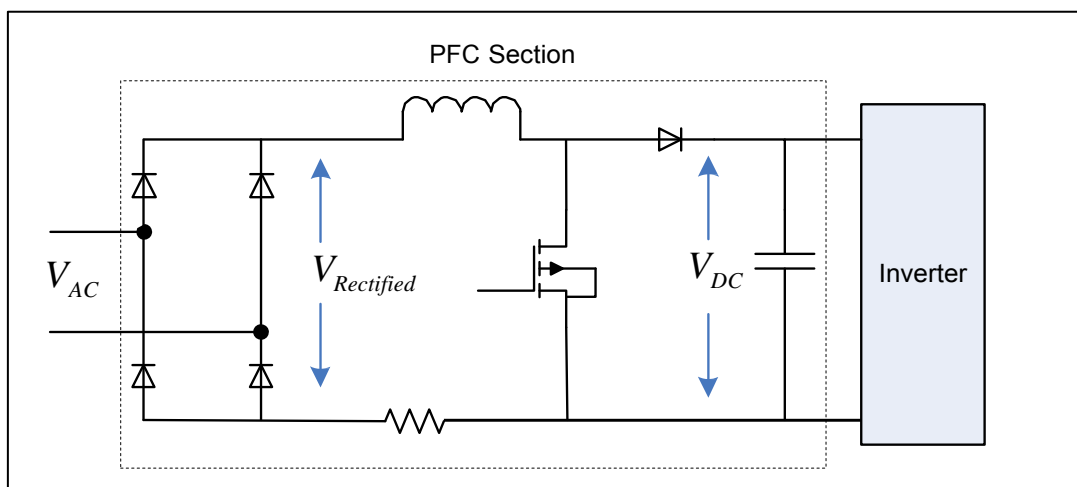 PFC Section
V_AC
V_Rectified
V_DC
Inverter